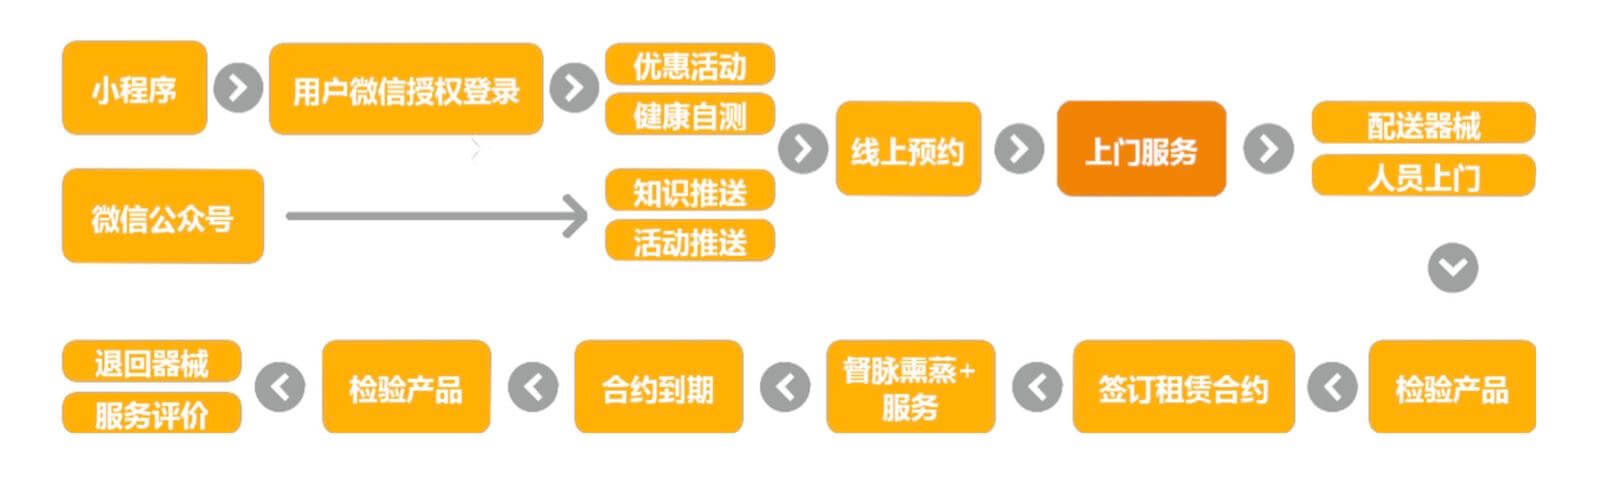 小程序
用户微信授权登录
优惠活动
健康自测
微信公众号
知识推送
活动推送
线上预约
上门服务
配送器械
人员上门
检验产品
签订租赁合约
督脉熏蒸+
服务
合约到期
检验产品
退回器械
服务评价